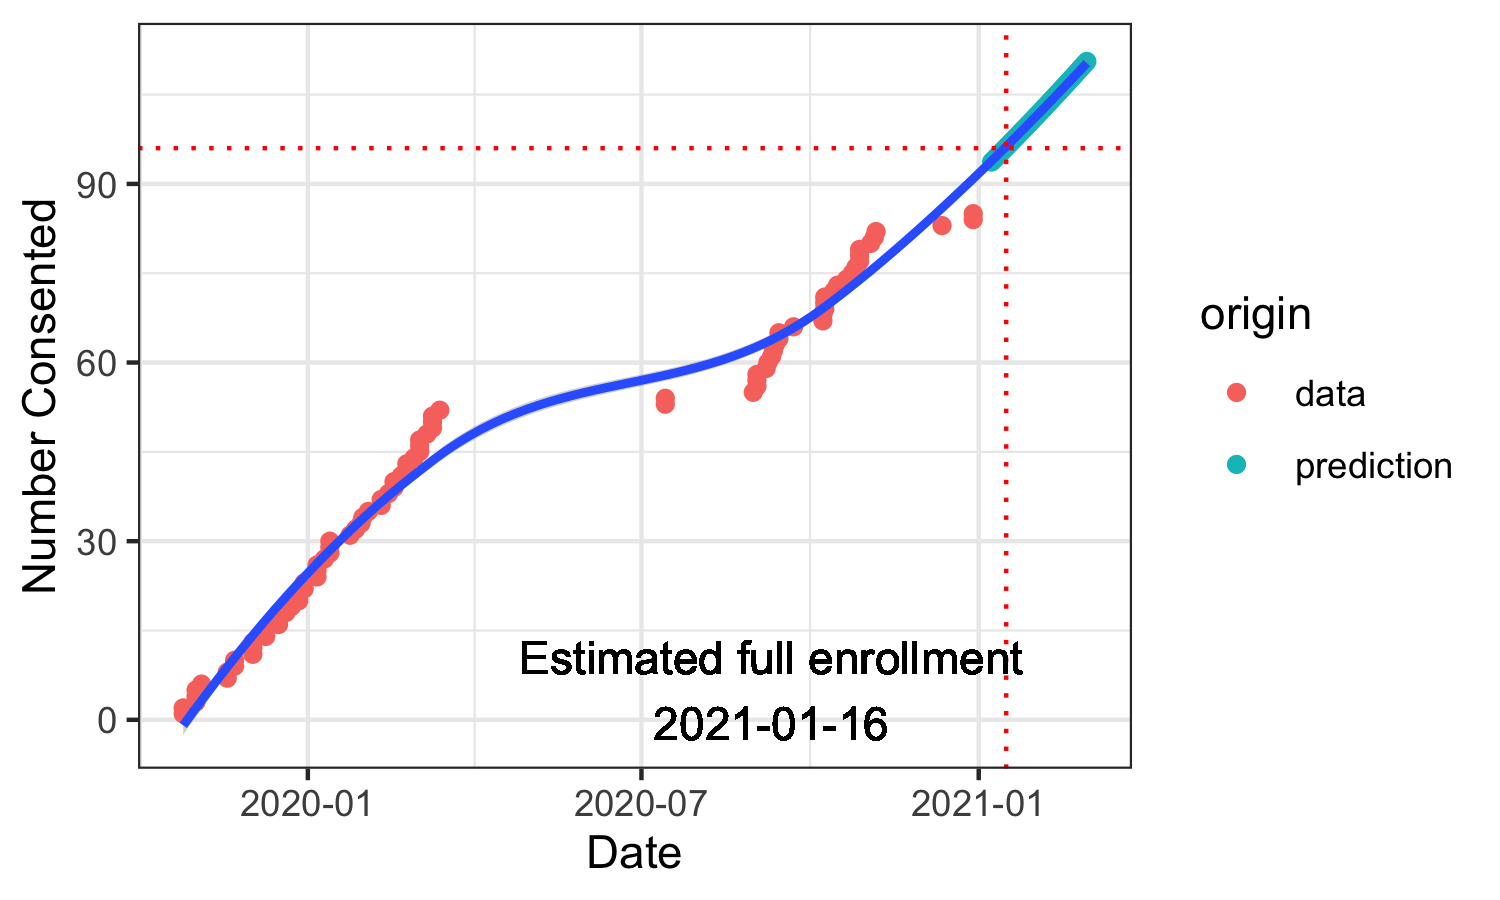 Number Consented
90
60
30
0
Estimated full enrollment
2021-01-16
2020-01
2020-07
2021-01
Date
origin
data
prediction